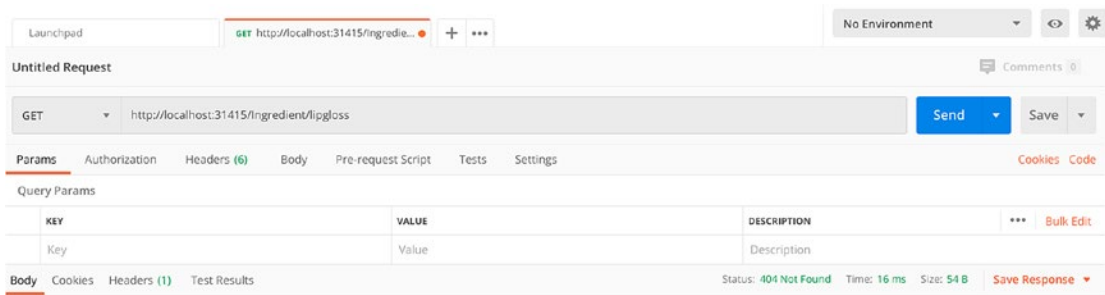 Launchpad GET http://localhost:31415/Ingredie... + ••• No Environment
Untitled Request Comments 0
GET http://localhost:31415/Ingredient/lipgloss Send Save
Params Authorization Headers (6) Body Pre-request Script Tests Settings Cookies Code
Query Params
KEY VALUE DESCRIPTION ••• Bulk Edit
Key Value Description
Body Cookies Headers (1) Test Results Status: 404 Not Found Time: 16 ms Size: 54 B Save Response